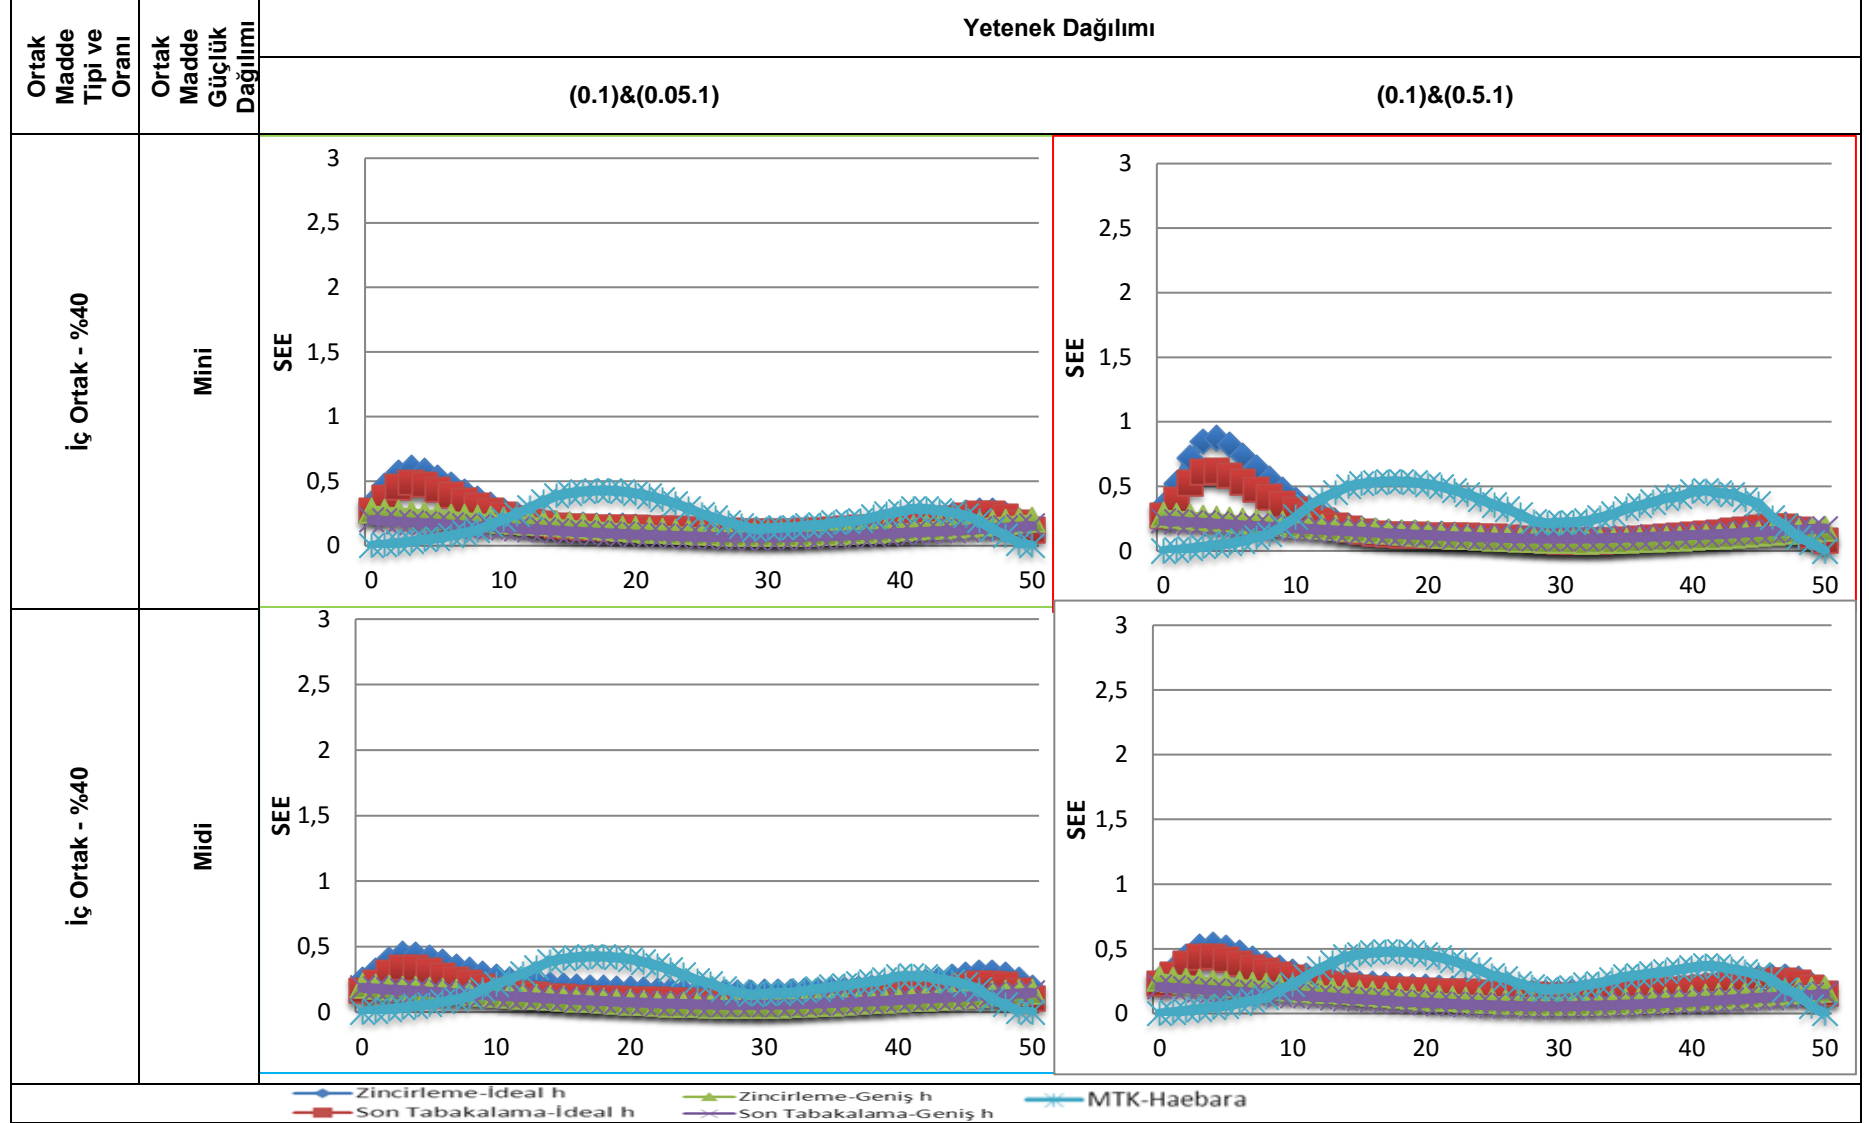 Ortak
Madde
Tipi ve
Oranı
Ortak
Madde
Güçlük
Dağılımı
Yetenek Dağılımı
(0.1)&(0.05.1)
(0.1)&(0.5.1)
İç Ortak - %40
Mini
SEE
3
2,5
2
1,5
1
0,5
0
0 10 20 30 40 50
SEE
3
2,5
2
1,5
1
0,5
0
0 10 20 30 40 50
İç Ortak - %40
Midi
SEE
3
2,5
2
1,5
1
0,5
0
0 10 20 30 40 50
SEE
3
2,5
2
1,5
1
0,5
0
0 10 20 30 40 50
Zincirleme-İdeal h
Zincirleme-Geniş h
MTK-Haebara
Son Tabakalama-İdeal h
Son Tabakalama-Geniş h